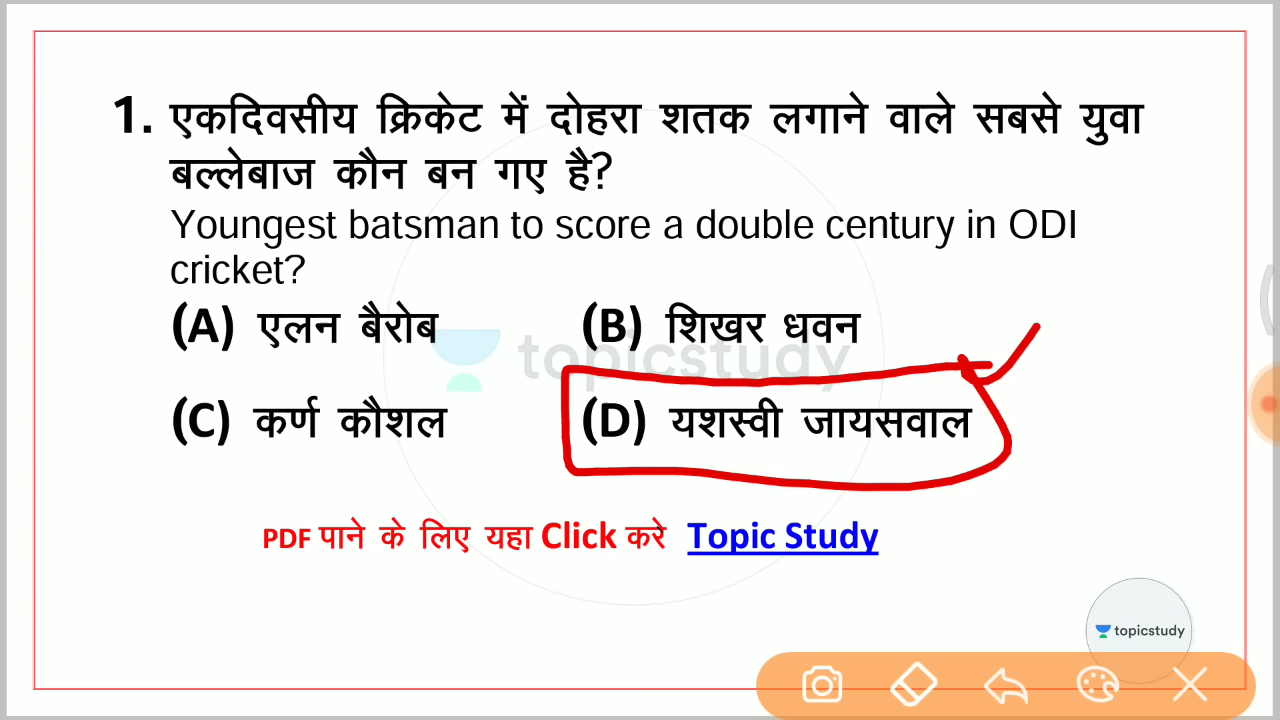 1. एकदिवसीय क्रिकेट में दोहरा शतक लगाने वाले सबसे युवा
बल्लेबाज कौन बन गए है?
Youngest batsman to score a double century in ODI
cricket?
(A) एलन बैरोब (B) शिखर धवन
topicstudy
(C) कर्ण कौशल (D) यशस्वी जायसवाल
PDF पाने के लिए यहा Click करे Topic Study
topicstudy